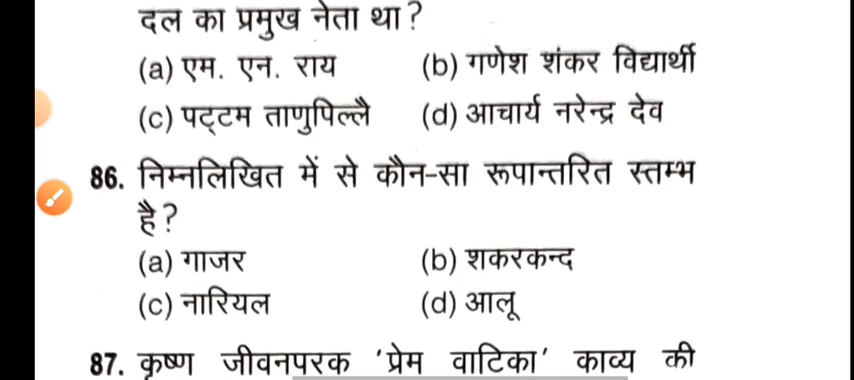 दल का प्रमुख नेता था?
(a) एम. एन. राय (b) गणेश शंकर विद्यार्थी
(c) पट्टम ताणुपिल्लै (d) आचार्य नरेन्द्र देव
86. निम्नलिखित में से कौन-सा रूपान्तरित स्तम्भ
है?
(a) गाजर (b) शकरकन्द
(c) नारियल (d) आलू
87. कृष्ण जीवनपरक 'प्रेम वाटिका' काव्य की